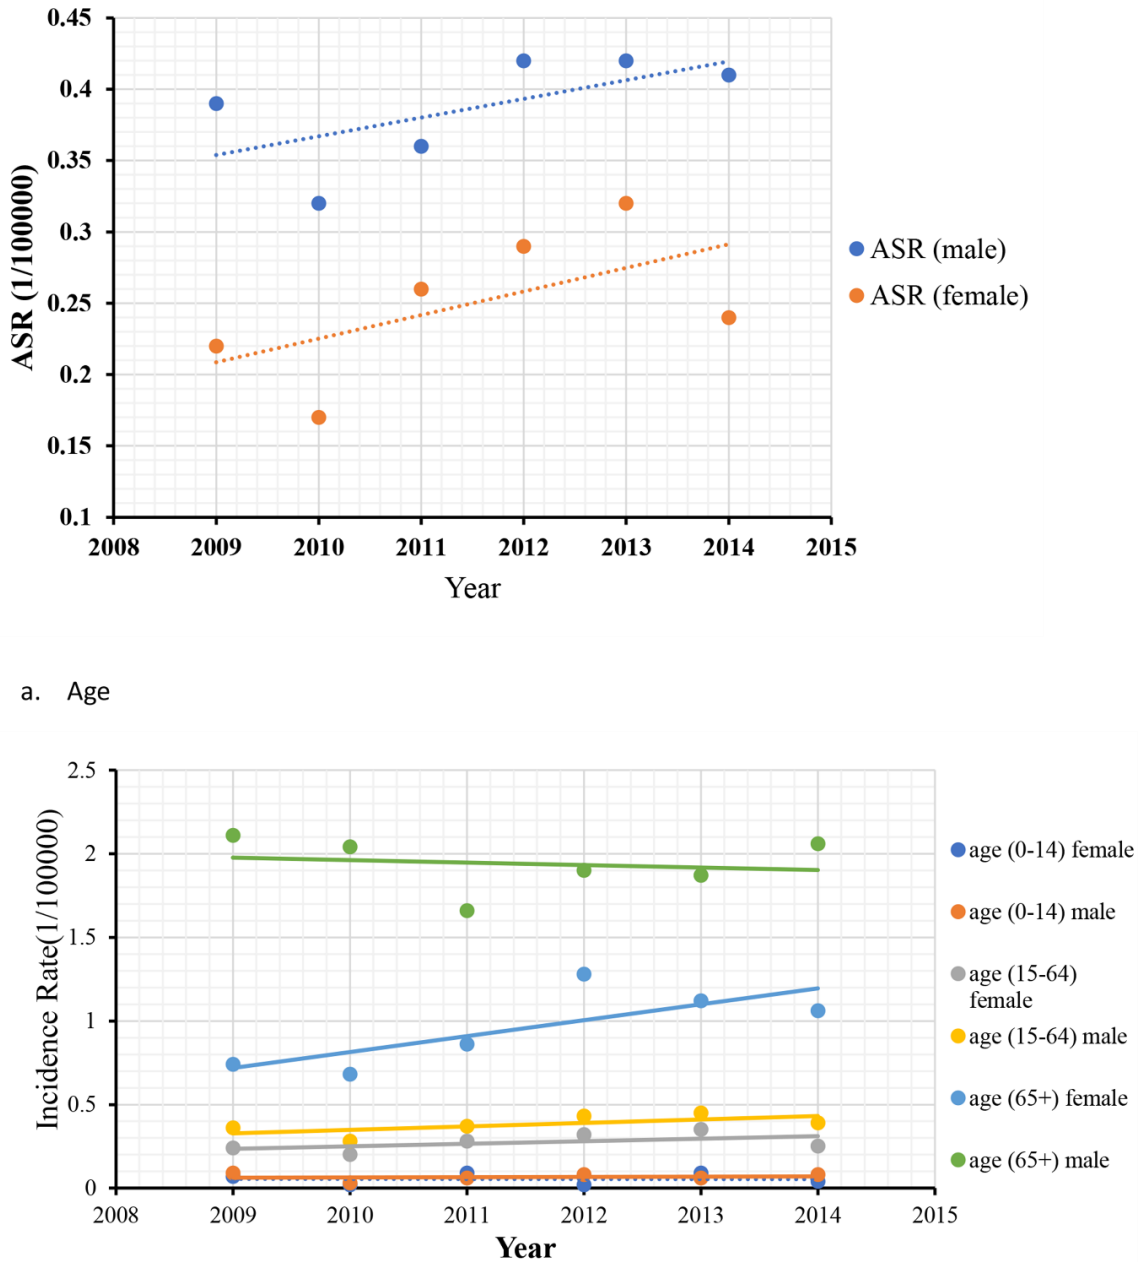 0.45
0.4
0.35
0.3
0.25
0.2
0.15
0.1
ASR (1/100000)
2008 2009 2010 2011 2012 2013 2014 2015
Year
ASR (male)
ASR (female)
a. Age
2.5
2
1.5
1
0.5
0
Incidence Rate(1/100000)
2008 2009 2010 2011 2012 2013 2014 2015
Year
age (0-14) female
age (0-14) male
age (15-64)
female
age (15-64) male
age (65+) female
age (65+) male